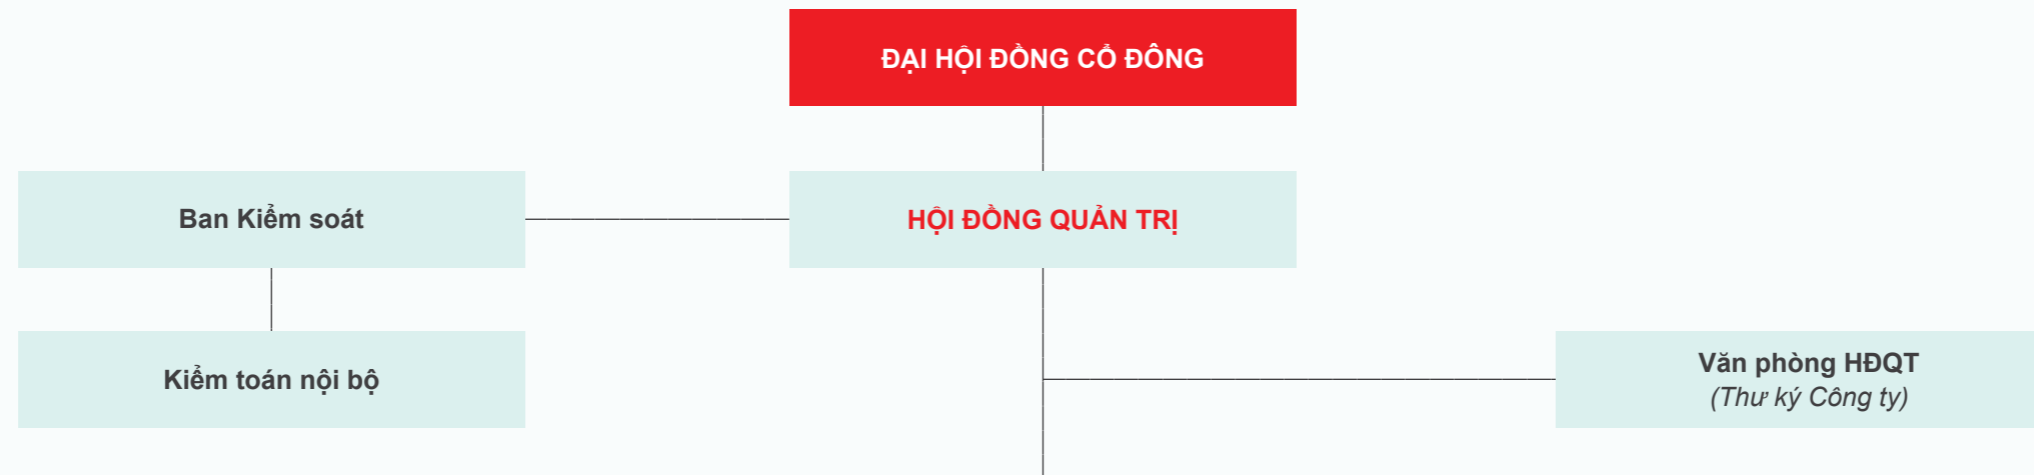 ĐẠI HỘI ĐỒNG CỔ ĐÔNG
Ban Kiểm soát
HỘI ĐỒNG QUẢN TRỊ
Kiểm toán nội bộ
Văn phòng HĐQT
(Thư ký Công ty)